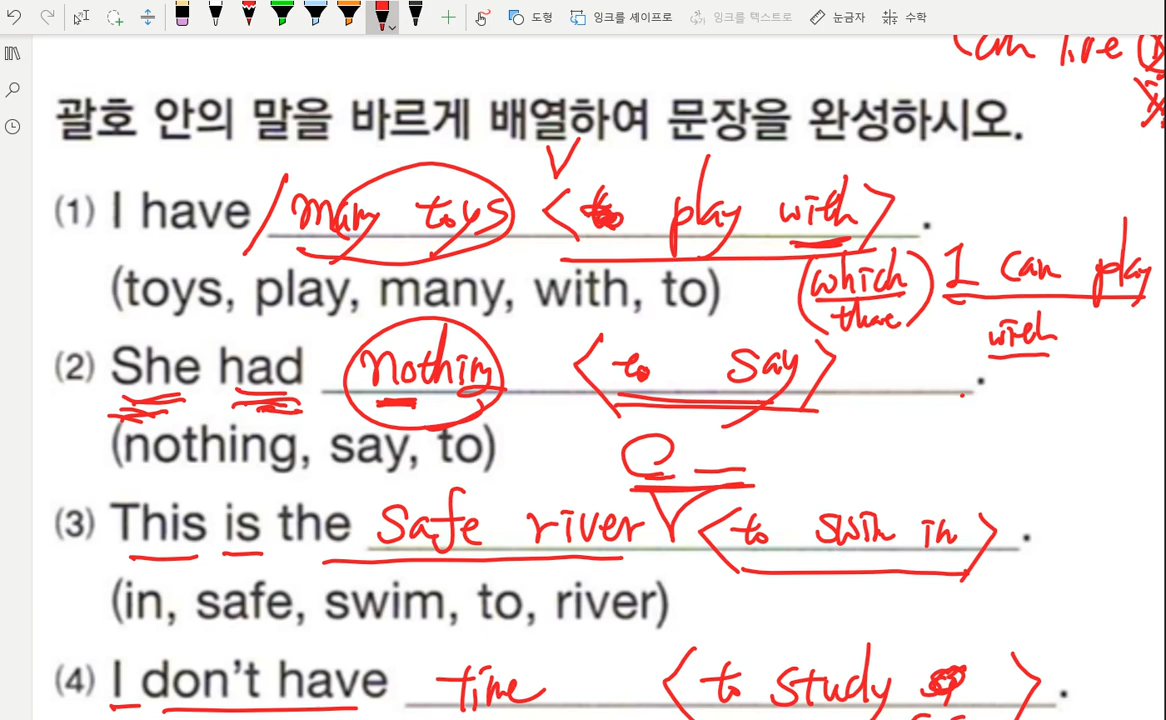 도형 잉크를 셰이프로 잉크를 텍스트로 눈금자 수학
can live
괄호 안의 말을 바르게 배열하여 문장을 완성하시오.
(1) I have / many toys < to play with > .
(toys, play, many, with, to) (which that) I can play with
(2) She had nothing < to say > .
(nothing, say, to)
(3) This is the safe river < to swim in > .
(in, safe, swim, to, river)
(4) I don't have time < to study > .